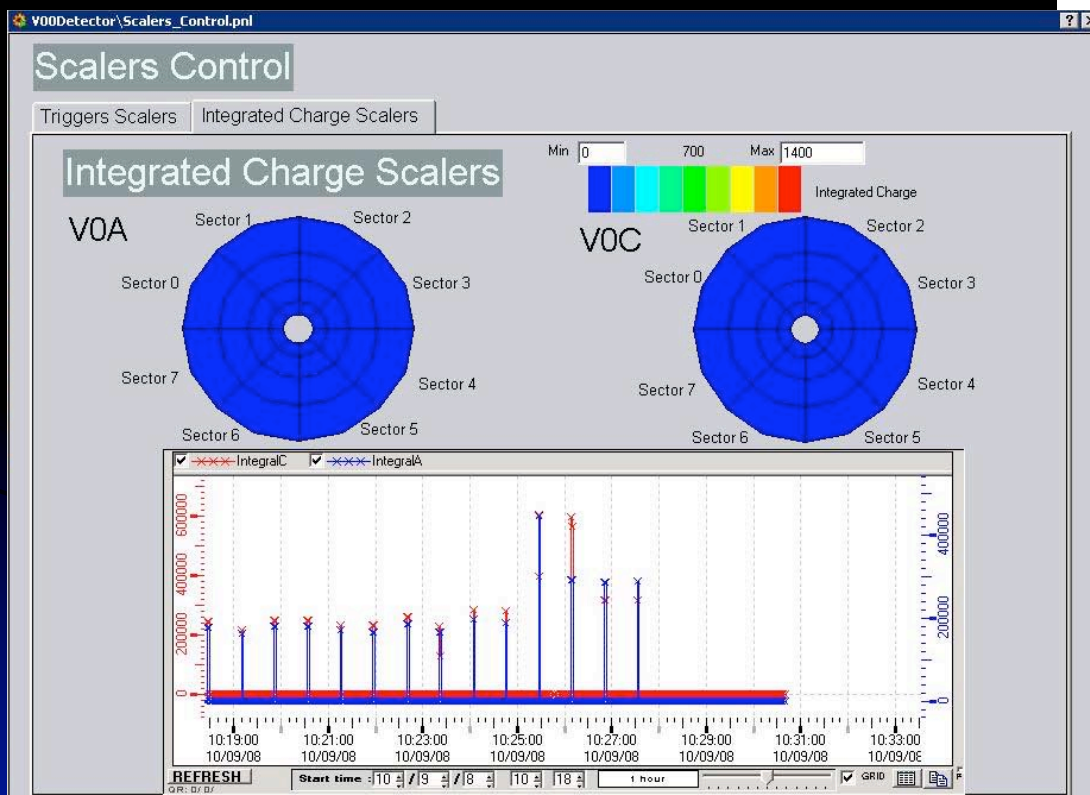 V00Detector\Scalers_Control.pnl
Scalers Control
Triggers Scalers
Integrated Charge Scalers
Integrated Charge Scalers
Min 0 700 Max 1400
Integrated Charge
V0A
Sector 1
Sector 2
Sector 0
Sector 3
Sector 7
Sector 4
Sector 6
Sector 5
V0C
Sector 1
Sector 2
Sector 0
Sector 3
Sector 7
Sector 4
Sector 6
Sector 5
IntegralC
IntegralA
600000
400000
200000
0
400000
200000
0
10:19:00 10:21:00 10:23:00 10:25:00 10:27:00 10:29:00 10:31:00 10:33:00
10/09/08 10/09/08 10/09/08 10/09/08 10/09/08 10/09/08 10/09/08 10/09/08
REFRESH
Start time : 10 / 9 / 8 10 18
1 hour
GRID
QR: 0/ 0/